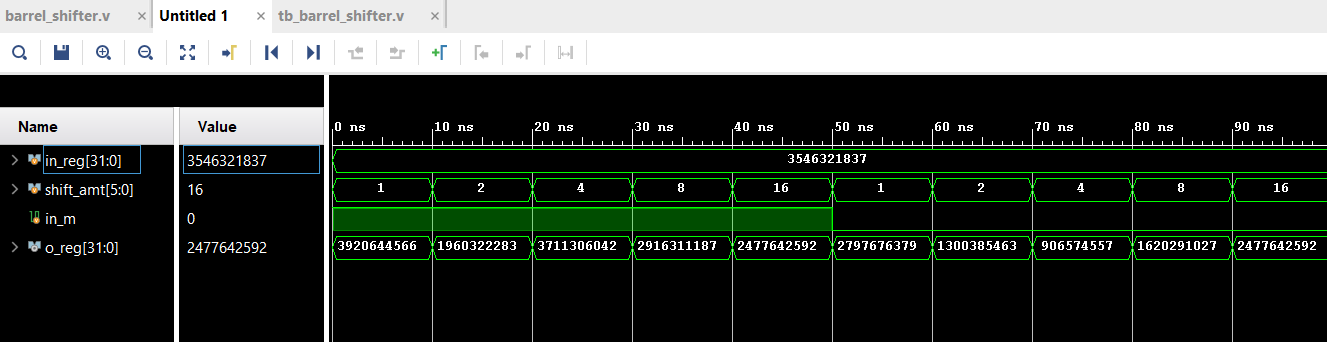 barrel_shifter.v × Untitled 1 × tb_barrel_shifter.v ×
Name Value
0 ns 10 ns 20 ns 30 ns 40 ns 50 ns 60 ns 70 ns 80 ns 90 ns
in_reg[31:0] 3546321837 3546321837
shift_amt[5:0] 16 1 2 4 8 16 1 2 4 8 16
in_m 0
o_reg[31:0] 2477642592 3920644566 1960322283 3711306042 2916311187 2477642592 2797676379 1300385463 906574557 1620291027 2477642592